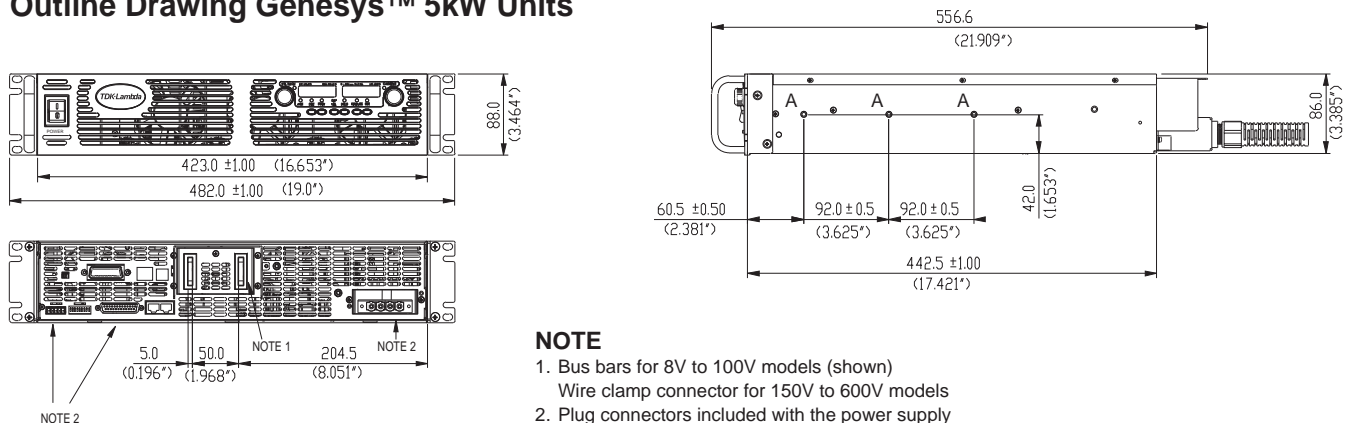 Outline Drawing Genesys™ 5kW Units
556.6
(21.909″)
TDK-Lambda
POWER
88.0
(3.464″)
423.0 ±1.00 (16.653″)
482.0 ±1.00 (19.0″)
A A A
86.0
(3.385″)
42.0
(1.653″)
60.5 ±0.50
(2.381″)
92.0 ± 0.5
(3.625″)
92.0 ± 0.5
(3.625″)
442.5 ±1.00
(17.421″)
5.0
(0.196″)
50.0
(1.968″)
NOTE 1
204.5
(8.051″)
NOTE 2
NOTE 2
NOTE
1. Bus bars for 8V to 100V models (shown)
Wire clamp connector for 150V to 600V models
2. Plug connectors included with the power supply